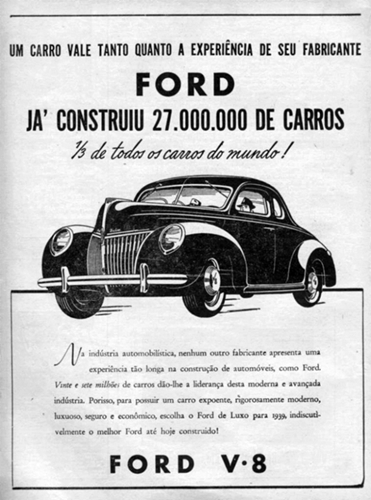 UM CARRO VALE TANTO QUANTO A EXPERIÊNCIA DE SEU FABRICANTE
FORD
JA' CONSTRUIU 27.000.000 DE CARROS
1/3 de todos os carros do mundo!
Na indústria automobilística, nenhum outro fabricante apresenta uma
experiência tão longa na construção de automóveis, como Ford.
Vinte e sete milhões de carros dão-lhe a liderança desta moderna e avançada
indústria. Porisso, para possuir um carro expoente, rigorosamente moderno,
luxuoso, seguro e econômico, escolha o Ford de Luxo para 1939, indiscuti-
velmente o melhor Ford até hoje construido!
FORD V·8